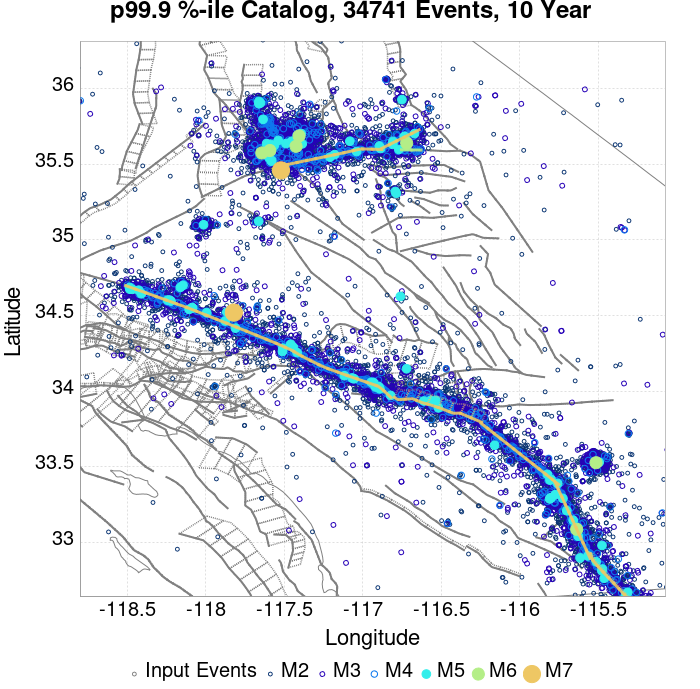 p99.9 %-ile Catalog, 34741 Events, 10 Year
36
35.5
35
34.5
34
33.5
33
Latitude
-118.5 -118 -117.5 -117 -116.5 -116 -115.5
Longitude
Input Events M2 M3 M4 M5 M6 M7